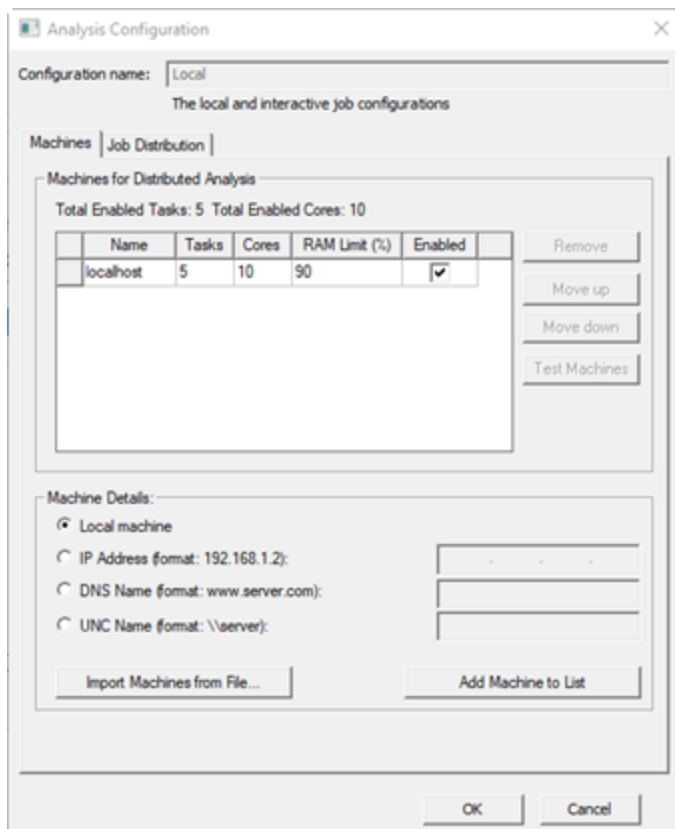 Analysis Configuration
Configuration name: Local
The local and interactive job configurations
Machines Job Distribution
Machines for Distributed Analysis
Total Enabled Tasks: 5 Total Enabled Cores: 10
Name Tasks Cores RAM Limit (%) Enabled
localhost 5 10 90
Remove
Move up
Move down
Test Machines
Machine Details:
Local machine
IP Address (format: 192.168.1.2):
DNS Name (format: www.server.com):
UNC Name (format: \\server):
Import Machines from File... Add Machine to List
OK Cancel